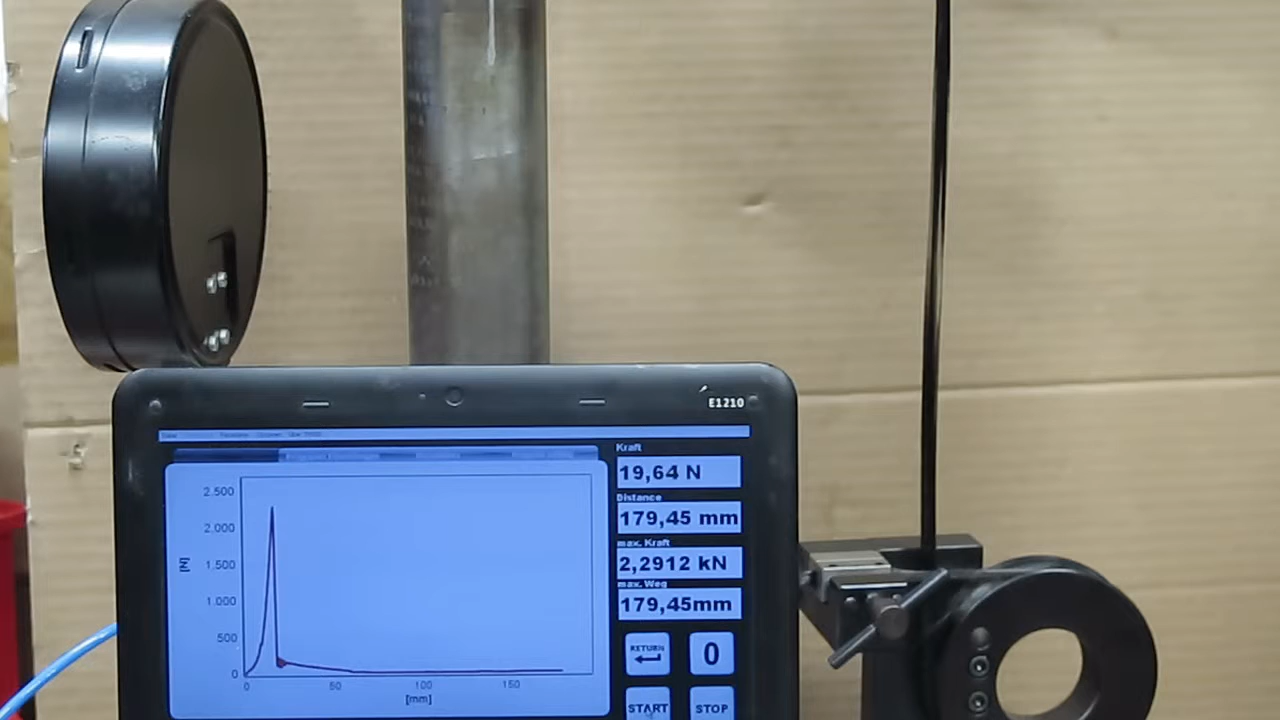 E1210
Kraft
19,64 N
Distance
179,45 mm
max. Kraft
2,2912 kN
max. Weg
179,45mm
RETURN
0
START
STOP
2.500
2.000
1.500
1.000
500
0
[N]
0 50 100 150
[mm]